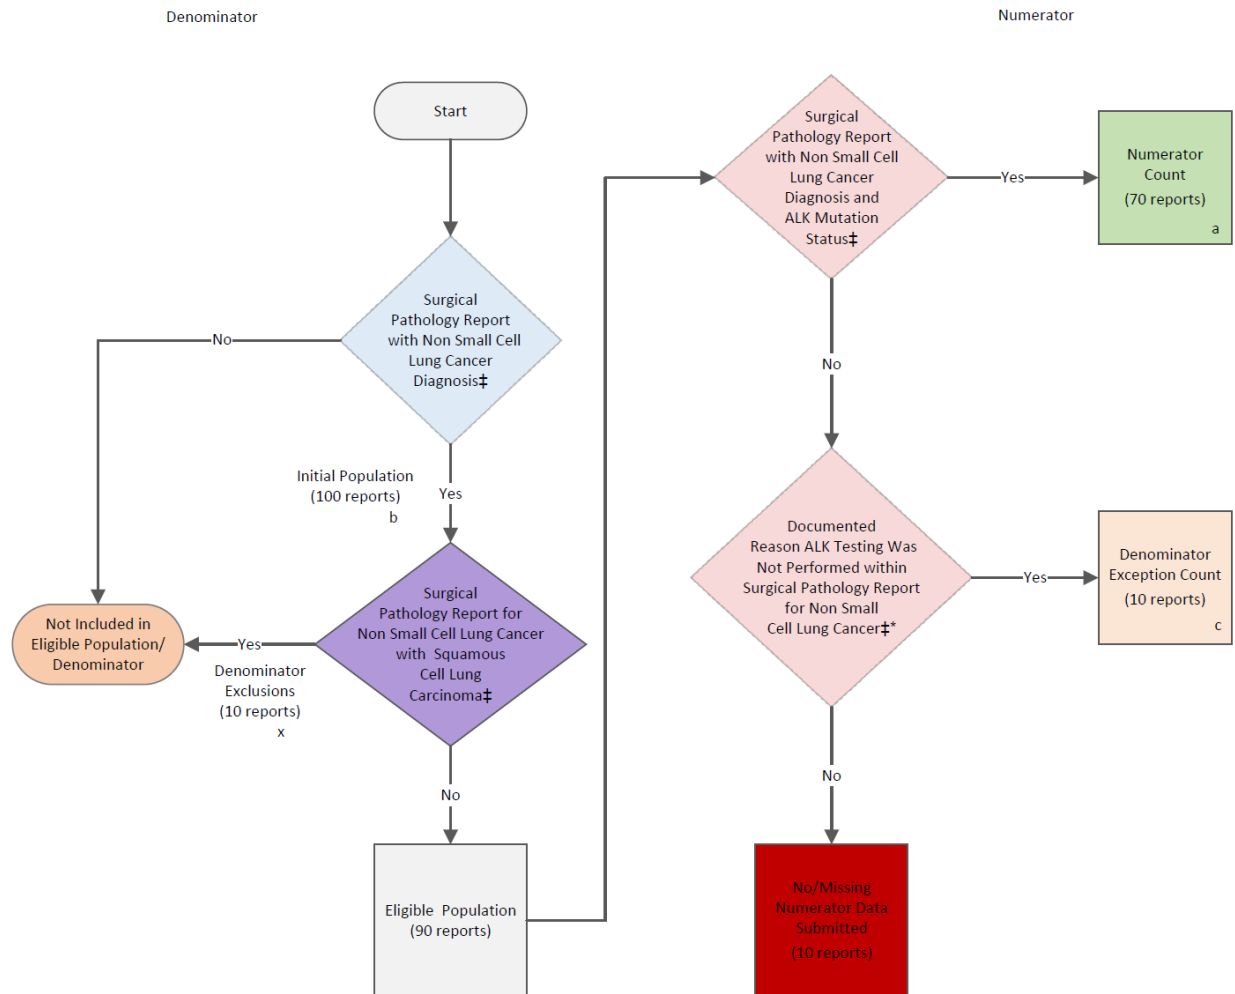 Denominator
Numerator
Start
Surgical
Pathology Report
with Non Small Cell
Lung Cancer
Diagnosis‡
No
Initial Population
(100 reports)
b
Yes
Surgical
Pathology Report for
Non Small Cell Lung Cancer
with Squamous
Cell Lung
Carcinoma‡
Yes
Denominator
Exclusions
(10 reports)
x
Not Included in
Eligible Population/
Denominator
No
Eligible Population
(90 reports)
Surgical
Pathology Report
with Non Small Cell
Lung Cancer
Diagnosis and
ALK Mutation
Status‡
Yes
Numerator
Count
(70 reports)
a
No
Documented
Reason ALK Testing Was
Not Performed within
Surgical Pathology Report
for Non Small
Cell Lung Cancer‡*
Yes
Denominator
Exception Count
(10 reports)
c
No
No/Missing
Numerator Data
Submitted
(10 reports)